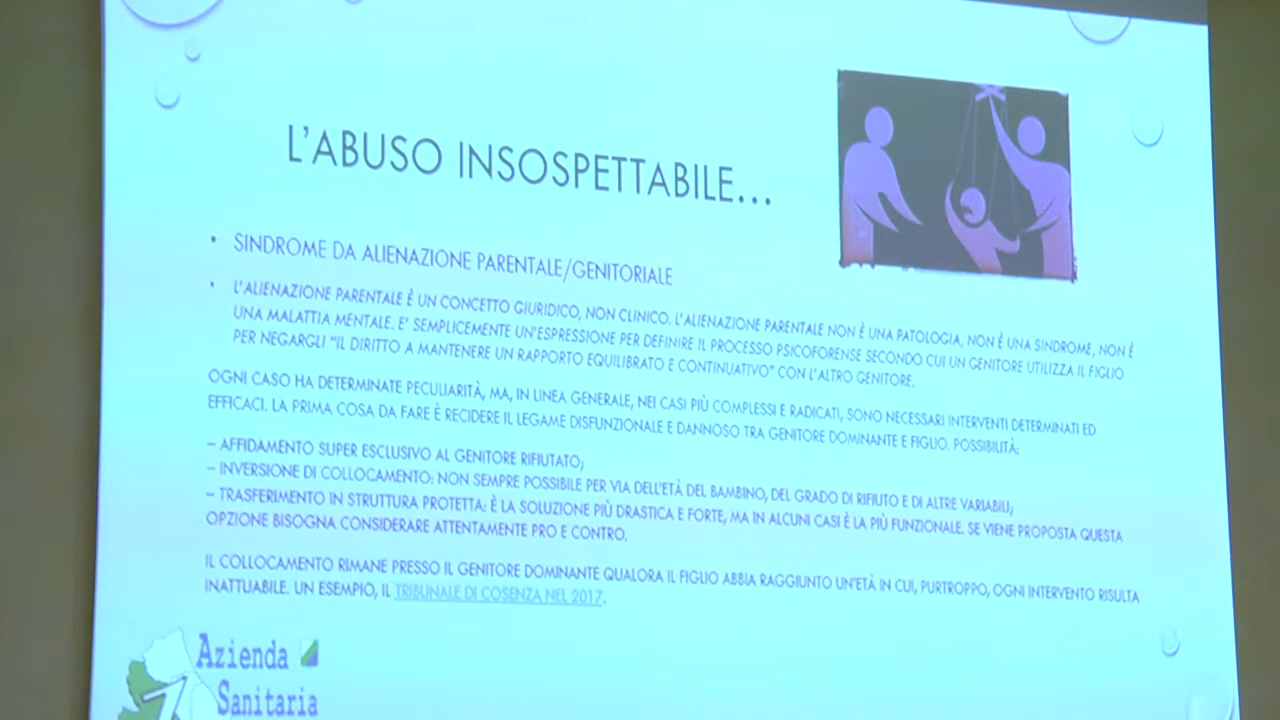 L'ABUSO INSOSPETTABILE...
• SINDROME DA ALIENAZIONE PARENTALE/GENITORIALE
• L'ALIENAZIONE PARENTALE È UN CONCETTO GIURIDICO, NON CLINICO. L'ALIENAZIONE PARENTALE NON È UNA PATOLOGIA, NON È UNA SINDROME, NON È
UNA MALATTIA MENTALE. E' SEMPLICEMENTE UN'ESPRESSIONE PER DEFINIRE IL PROCESSO PSICOFORENSE SECONDO CUI UN GENITORE UTILIZZA IL FIGLIO
PER NEGARGLI "IL DIRITTO A MANTENERE UN RAPPORTO EQUILIBRATO E CONTINUATIVO" CON L'ALTRO GENITORE.
OGNI CASO HA DETERMINATE PECULIARITÀ, MA, IN LINEA GENERALE, NEI CASI PIÙ COMPLESSI E RADICATI, SONO NECESSARI INTERVENTI DETERMINATI ED
EFFICACI. LA PRIMA COSA DA FARE È RECIDERE IL LEGAME DISFUNZIONALE E DANNOSO TRA GENITORE DOMINANTE E FIGLIO. POSSIBILITÀ:
– AFFIDAMENTO SUPER ESCLUSIVO AL GENITORE RIFIUTATO;
– INVERSIONE DI COLLOCAMENTO: NON SEMPRE POSSIBILE PER VIA DELL'ETÀ DEL BAMBINO, DEL GRADO DI RIFIUTO E DI ALTRE VARIABILI;
– TRASFERIMENTO IN STRUTTURA PROTETTA: È LA SOLUZIONE PIÙ DRASTICA E FORTE, MA IN ALCUNI CASI È LA PIÙ FUNZIONALE. SE VIENE PROPOSTA QUESTA
OPZIONE BISOGNA CONSIDERARE ATTENTAMENTE PRO E CONTRO.
IL COLLOCAMENTO RIMANE PRESSO IL GENITORE DOMINANTE QUALORA IL FIGLIO ABBIA RAGGIUNTO UN'ETÀ IN CUI, PURTROPPO, OGNI INTERVENTO RISULTA
INATTUABILE. UN ESEMPIO, IL TRIBUNALE DI COSENZA NEL 2017.
Azienda
Sanitaria